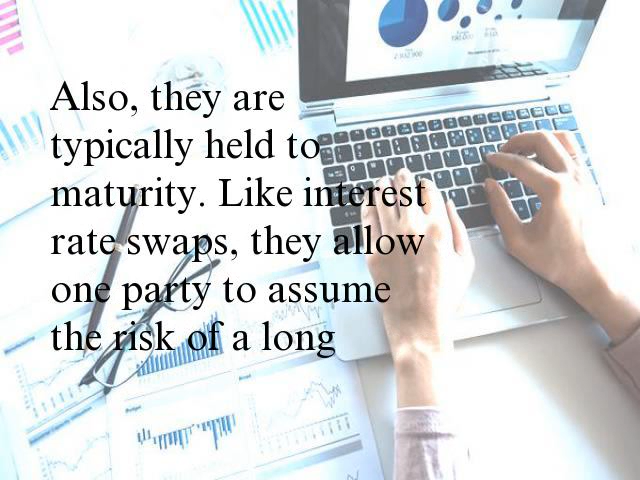 Also, they are
typically held to
maturity. Like interest
rate swaps, they allow
one party to assume
the risk of a long